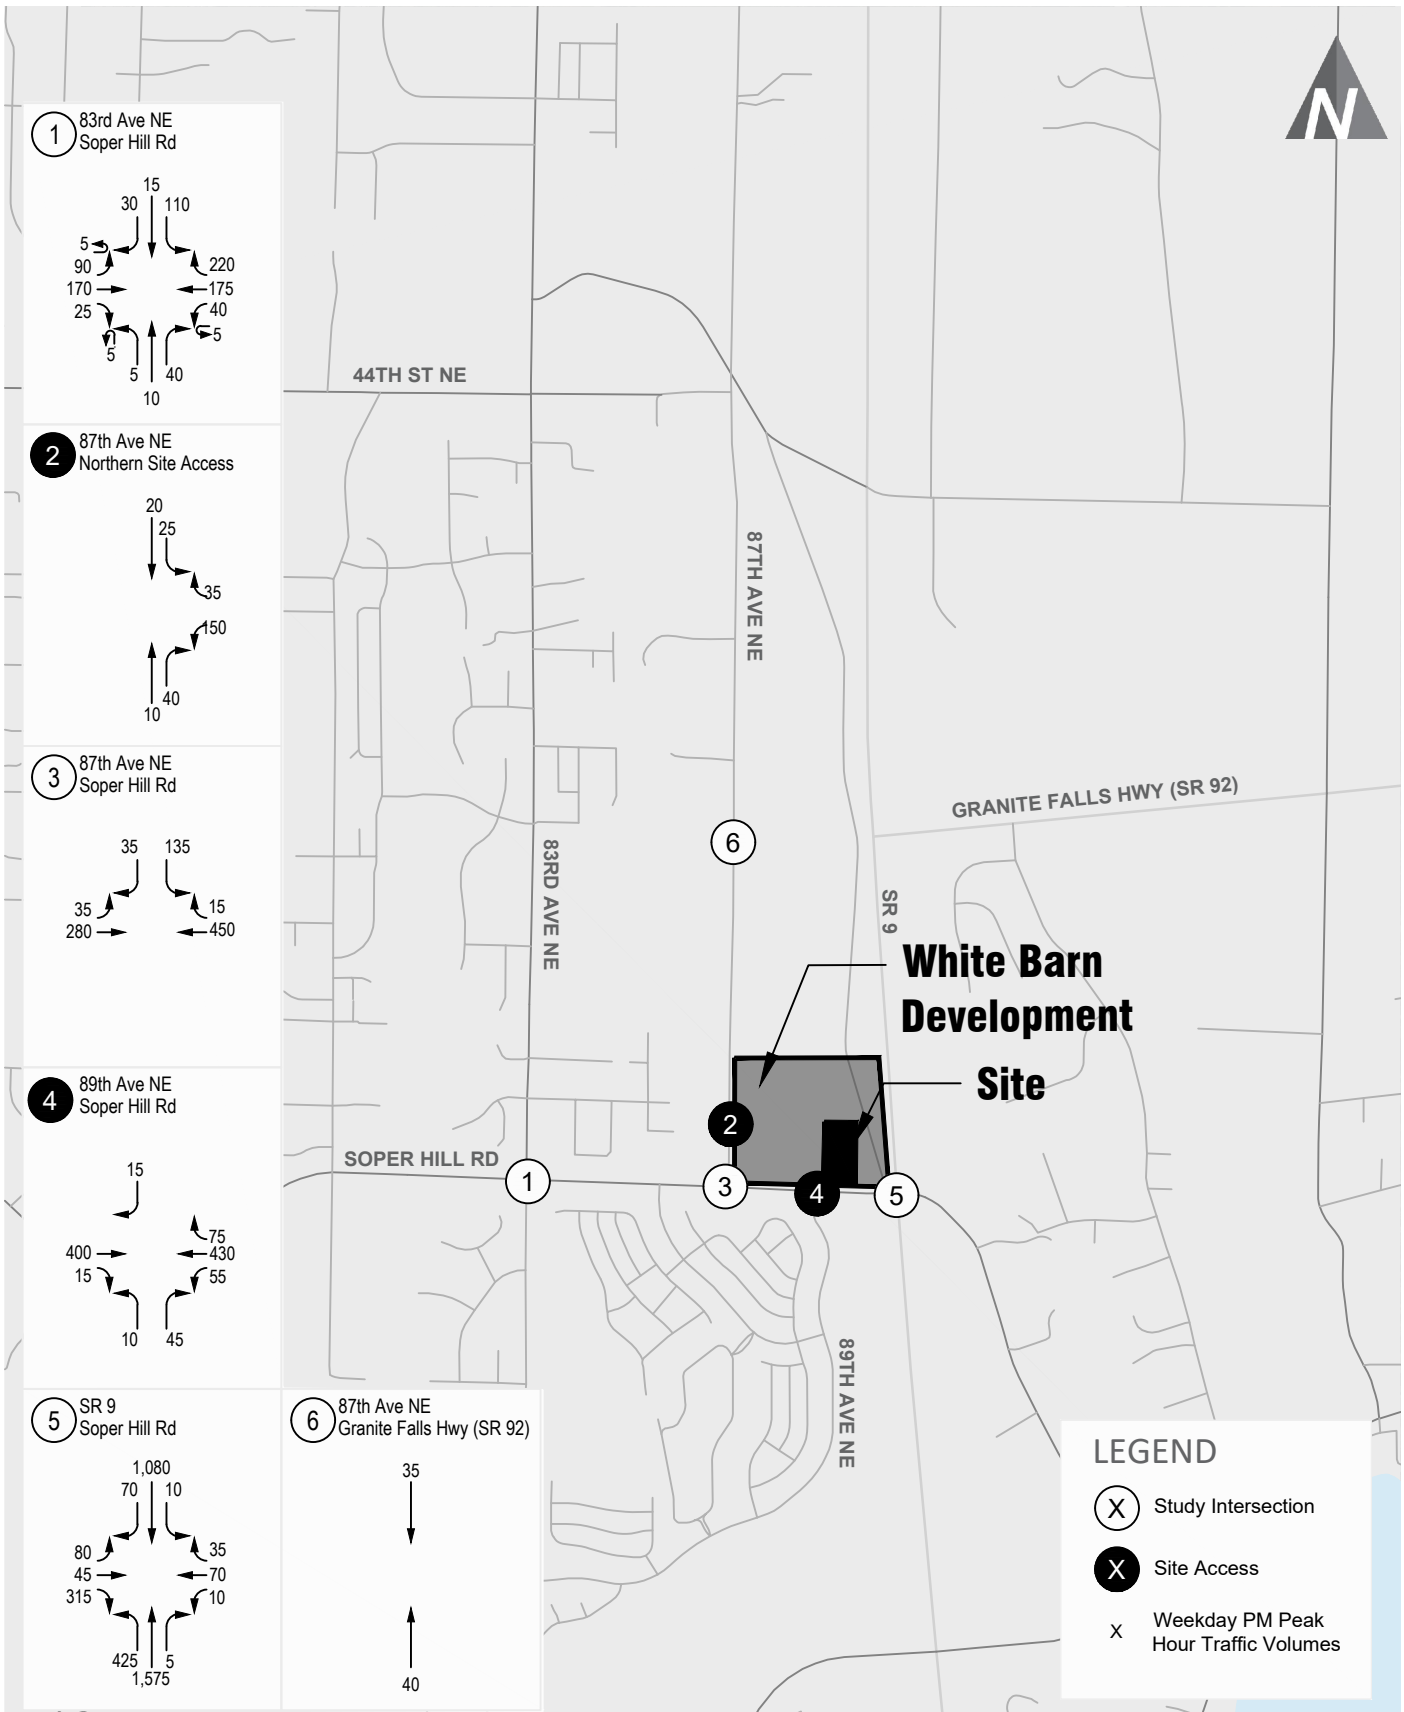 N
1
83rd Ave NE
Soper Hill Rd
15
30
110
5
90
220
170
175
25
40
5
5
5
40
10
2
87th Ave NE
Northern Site Access
20
25
35
150
40
10
3
87th Ave NE
Soper Hill Rd
35
135
35
15
280
450
4
89th Ave NE
Soper Hill Rd
15
75
400
430
15
55
10
45
5
SR 9
Soper Hill Rd
1,080
70
10
80
35
45
70
315
10
425
5
1,575
6
87th Ave NE
Granite Falls Hwy (SR 92)
35
40
44TH ST NE
87TH AVE NE
GRANITE FALLS HWY (SR 92)
6
83RD AVE NE
SR 9
White Barn
Development
Site
2
SOPER HILL RD
1
3
4
5
89TH AVE NE
LEGEND
X Study Intersection
X Site Access
X Weekday PM Peak
Hour Traffic Volumes